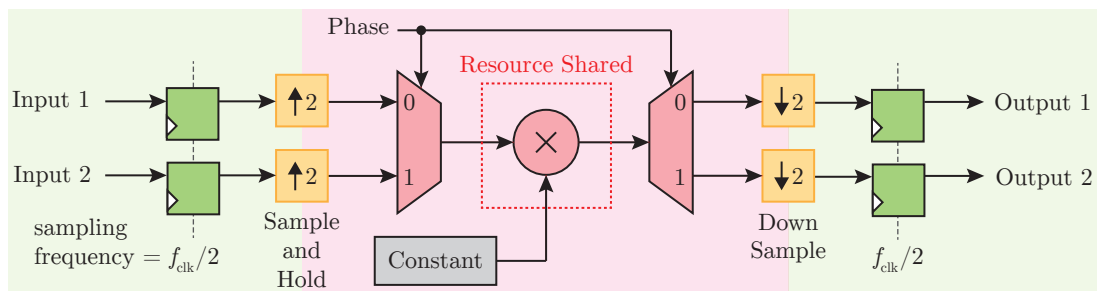 Phase
Resource Shared
Input 1
↑2
0
0
↓2
Output 1
×
Input 2
↑2
1
1
↓2
Output 2
sampling
frequency = f_clk/2
Sample
and
Hold
Constant
Down
Sample
f_clk/2